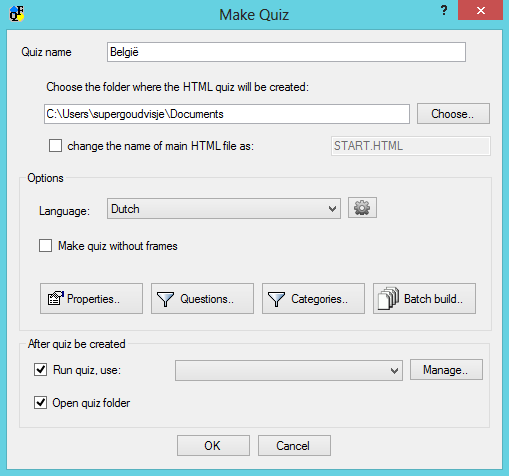 Make Quiz
Quiz name België
Choose the folder where the HTML quiz will be created:
C:\Users\supergoudvisje\Documents Choose..
change the name of main HTML file as: START.HTML
Options
Language: Dutch
Make quiz without frames
Properties.. Questions.. Categories.. Batch build..
After quiz be created
Run quiz, use: Manage..
Open quiz folder
OK Cancel